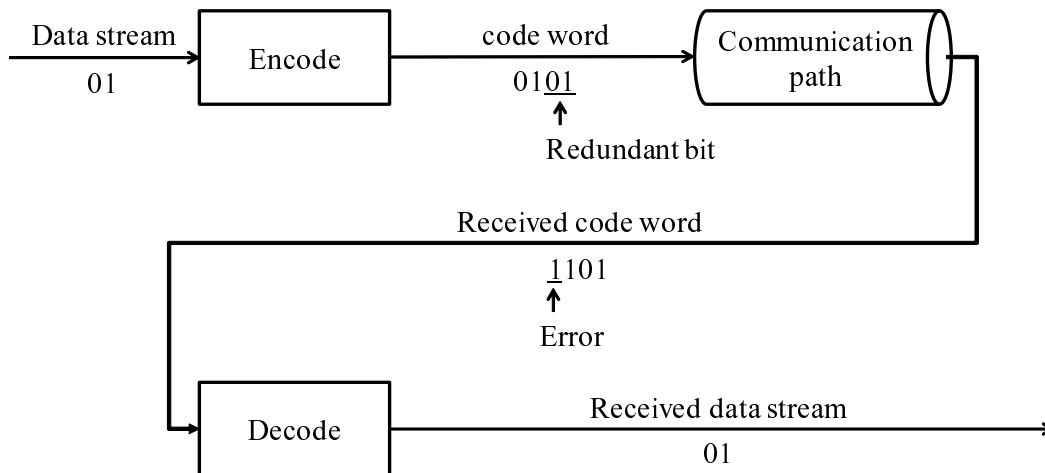 Data stream
01
Encode
code word
0101
Redundant bit
Communication
path
Received code word
1101
Error
Decode
Received data stream
01